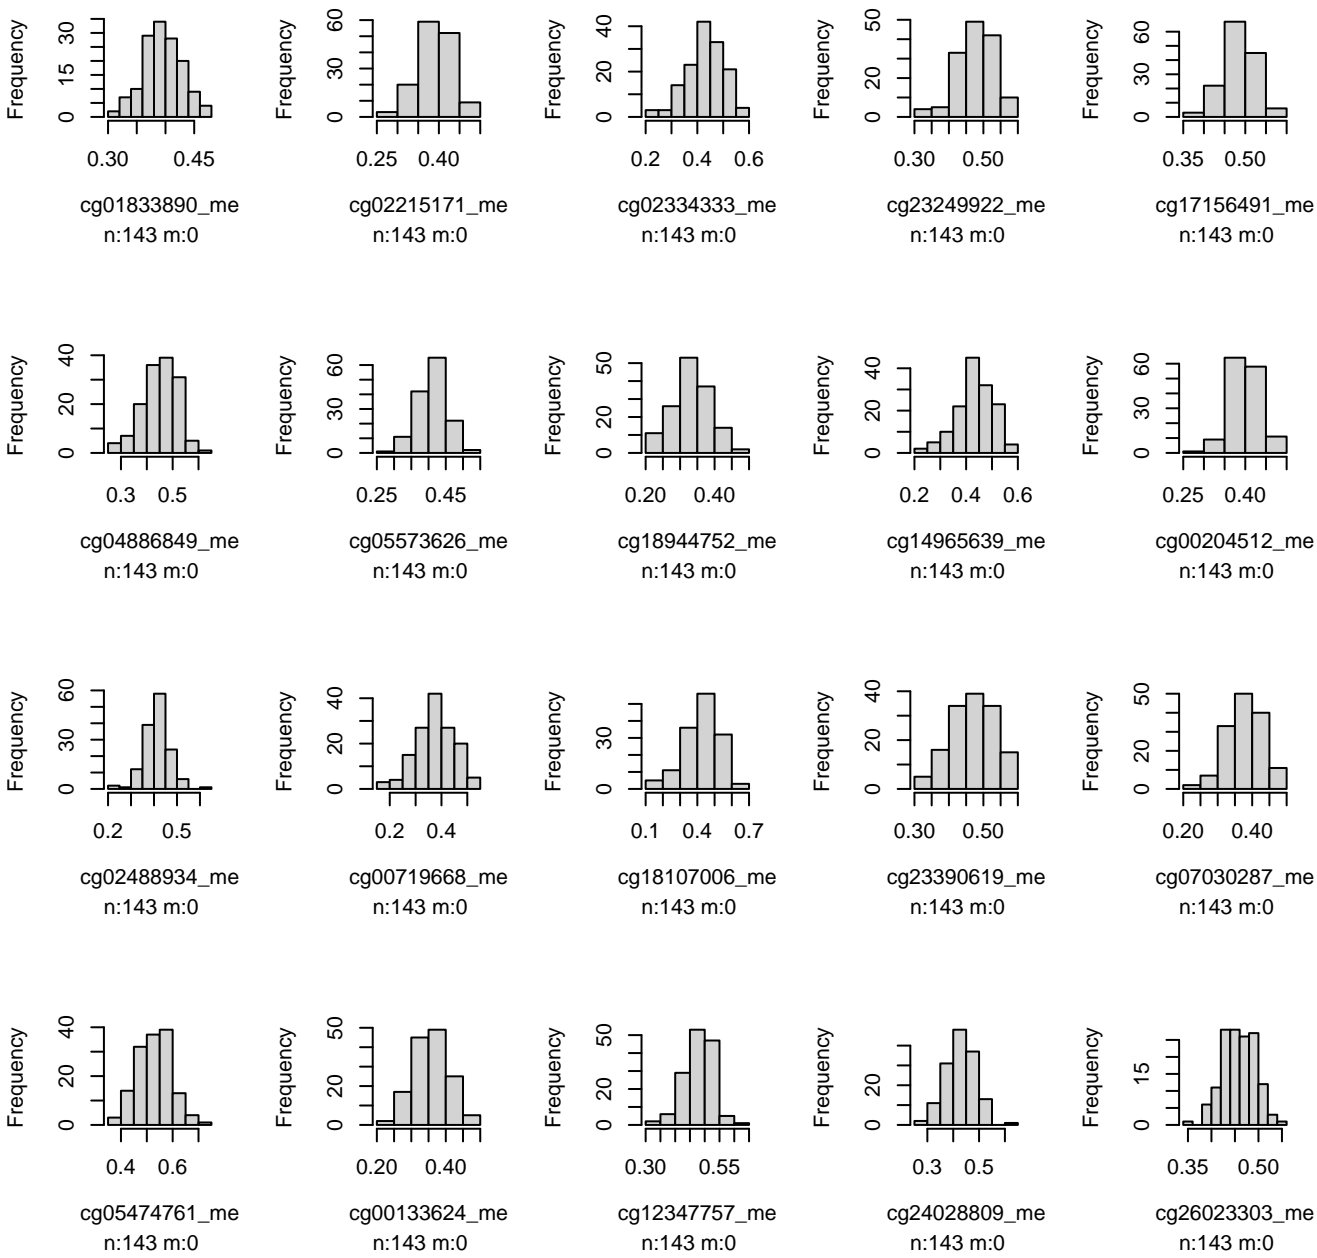 Frequency 0 15 30 0.30 0.45 cg01833890_me n:143 m:0
Frequency 0 30 60 0.25 0.40 cg02215171_me n:143 m:0
Frequency 0 20 40 0.2 0.4 0.6 cg02334333_me n:143 m:0
Frequency 0 20 50 0.30 0.50 cg23249922_me n:143 m:0
Frequency 0 30 60 0.35 0.50 cg17156491_me n:143 m:0
Frequency 0 20 40 0.3 0.5 cg04886849_me n:143 m:0
Frequency 0 30 60 0.25 0.45 cg05573626_me n:143 m:0
Frequency 0 20 50 0.20 0.40 cg18944752_me n:143 m:0
Frequency 0 20 40 0.2 0.4 0.6 cg14965639_me n:143 m:0
Frequency 0 30 60 0.25 0.40 cg00204512_me n:143 m:0
Frequency 0 30 60 0.2 0.5 cg02488934_me n:143 m:0
Frequency 0 20 40 0.2 0.4 cg00719668_me n:143 m:0
Frequency 0 30 0.1 0.4 0.7 cg18107006_me n:143 m:0
Frequency 0 20 40 0.30 0.50 cg23390619_me n:143 m:0
Frequency 0 20 50 0.20 0.40 cg07030287_me n:143 m:0
Frequency 0 20 40 0.4 0.6 cg05474761_me n:143 m:0
Frequency 0 20 50 0.20 0.40 cg00133624_me n:143 m:0
Frequency 0 20 50 0.30 0.55 cg12347757_me n:143 m:0
Frequency 0 20 0.3 0.5 cg24028809_me n:143 m:0
Frequency 0 15 0.35 0.50 cg26023303_me n:143 m:0